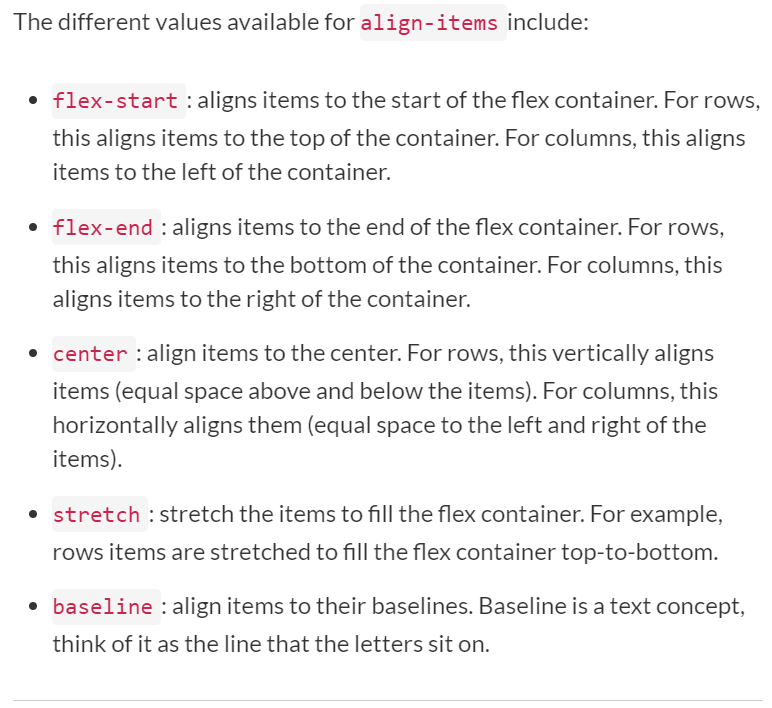 The different values available for align-items include:
• flex-start : aligns items to the start of the flex container. For rows,
this aligns items to the top of the container. For columns, this aligns
items to the left of the container.
• flex-end : aligns items to the end of the flex container. For rows,
this aligns items to the bottom of the container. For columns, this
aligns items to the right of the container.
• center : align items to the center. For rows, this vertically aligns
items (equal space above and below the items). For columns, this
horizontally aligns them (equal space to the left and right of the
items).
• stretch : stretch the items to fill the flex container. For example,
rows items are stretched to fill the flex container top-to-bottom.
• baseline : align items to their baselines. Baseline is a text concept,
think of it as the line that the letters sit on.